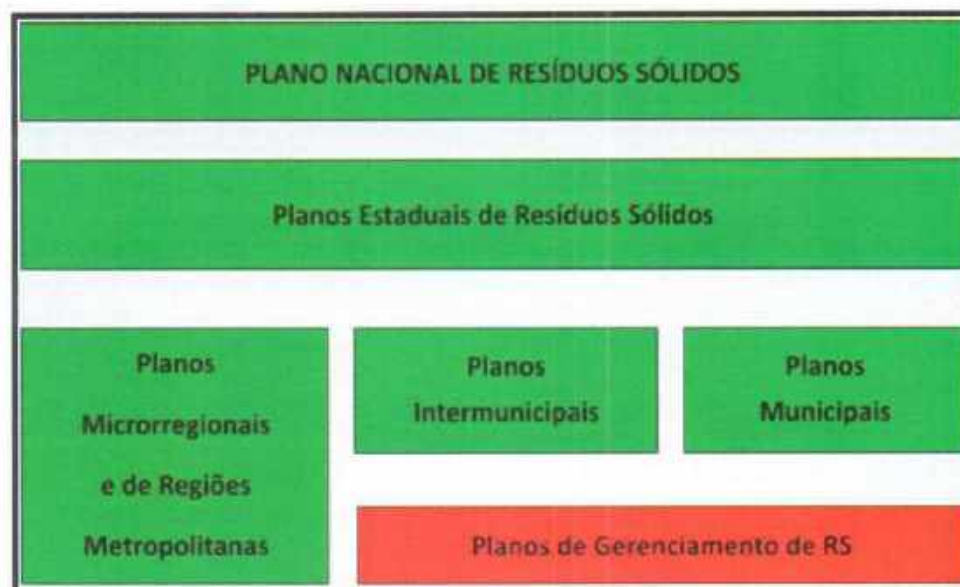 PLANO NACIONAL DE RESÍDUOS SÓLIDOS
Planos Estaduais de Resíduos Sólidos
Planos
Microrregionais
e de Regiões
Metropolitanas
Planos
Intermunicipais
Planos
Municipais
Planos de Gerenciamento de RS